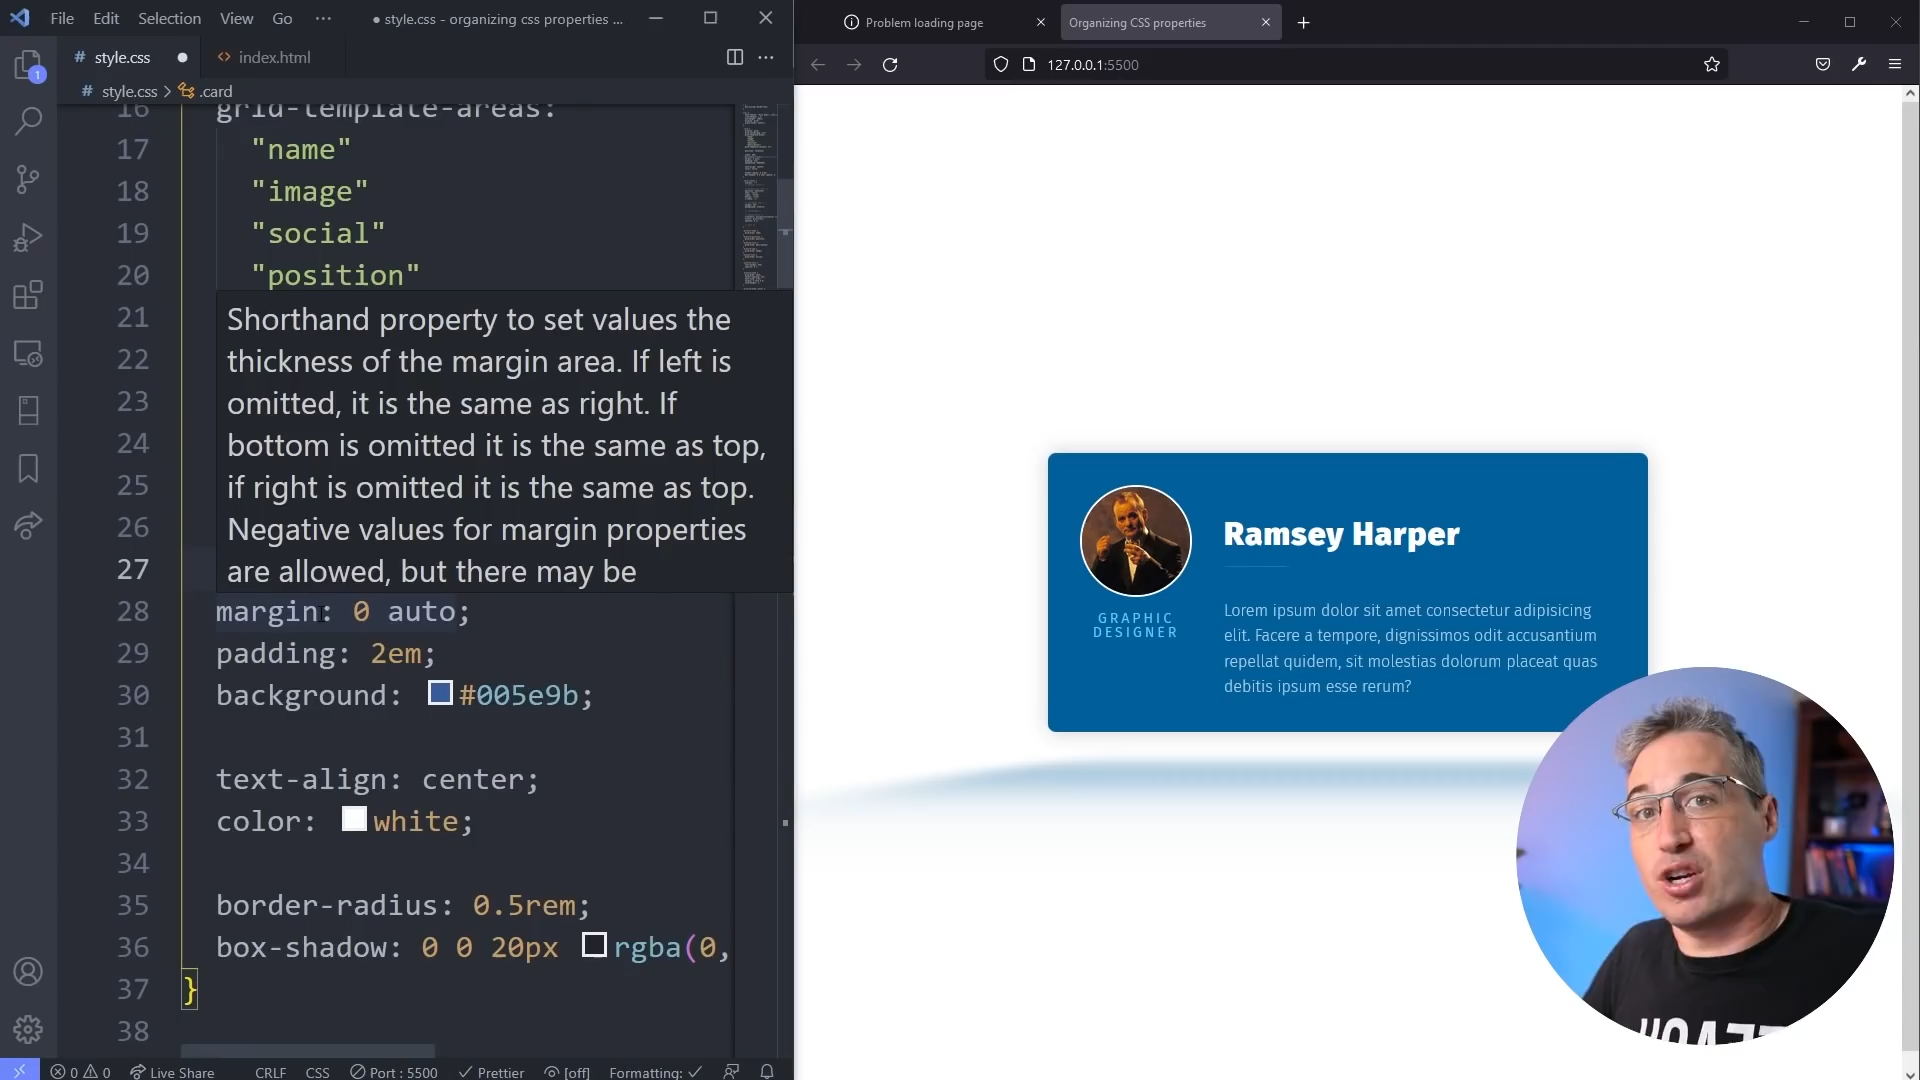 File Edit Selection View Go ··· ● style.css - organizing css properties ...
# style.css ● <> index.html
# style.css > .card
16 grid-template-areas:
17 "name"
18 "image"
19 "social"
20 "position"
21
22
23
24
25
26
27
Shorthand property to set values the
thickness of the margin area. If left is
omitted, it is the same as right. If
bottom is omitted it is the same as top,
if right is omitted it is the same as top.
Negative values for margin properties
are allowed, but there may be
28 margin: 0 auto;
29 padding: 2em;
30 background: #005e9b;
31
32 text-align: center;
33 color: white;
34
35 border-radius: 0.5rem;
36 box-shadow: 0 0 20px rgba(0,
37 }
38
1
0 0 Live Share CRLF CSS Port : 5500 Prettier [off] Formatting: ✓
Problem loading page
Organizing CSS properties
127.0.0.1:5500
Ramsey Harper
GRAPHIC
DESIGNER
Lorem ipsum dolor sit amet consectetur adipisicing
elit. Facere a tempore, dignissimos odit accusantium
repellat quidem, sit molestias dolorum placeat quas
debitis ipsum esse rerum?